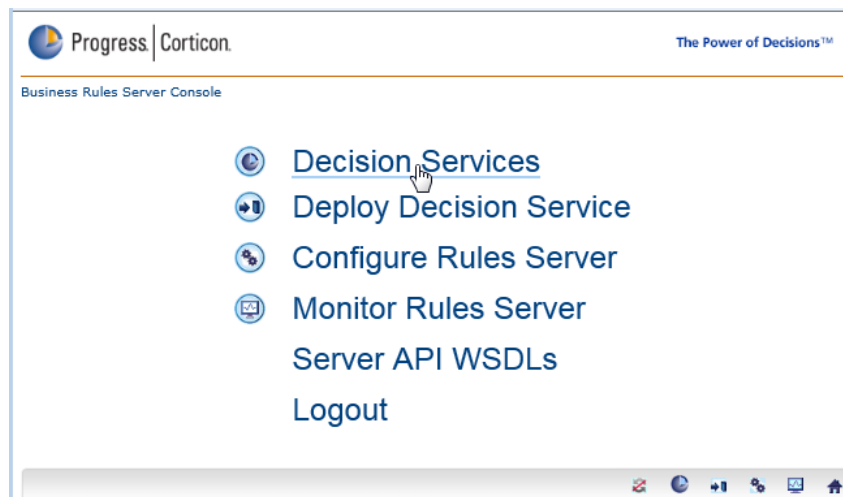 Progress. Corticon.
The Power of Decisions™
Business Rules Server Console
Decision Services
Deploy Decision Service
Configure Rules Server
Monitor Rules Server
Server API WSDLs
Logout